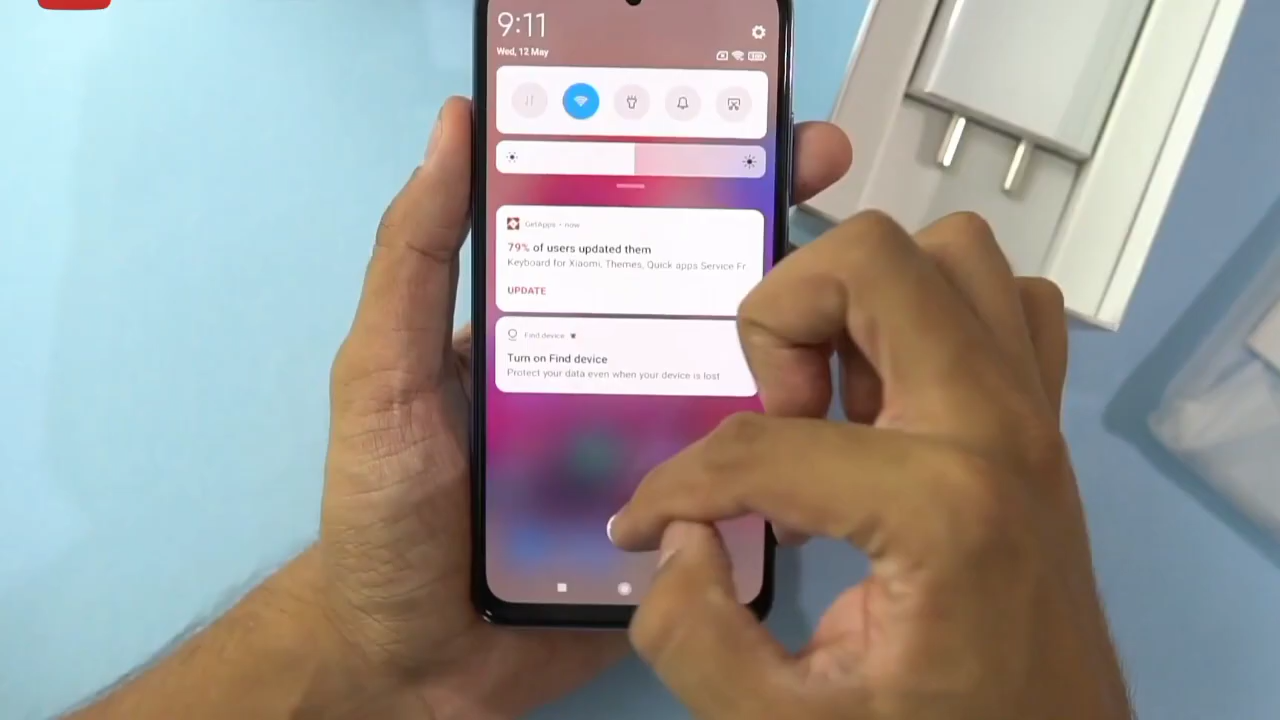 9:11
Wed, 12 May
GetApps • now
79% of users updated them
Keyboard for Xiaomi, Themes, Quick apps Service Fr
UPDATE
Find device
Turn on Find device
Protect your data even when your device is lost